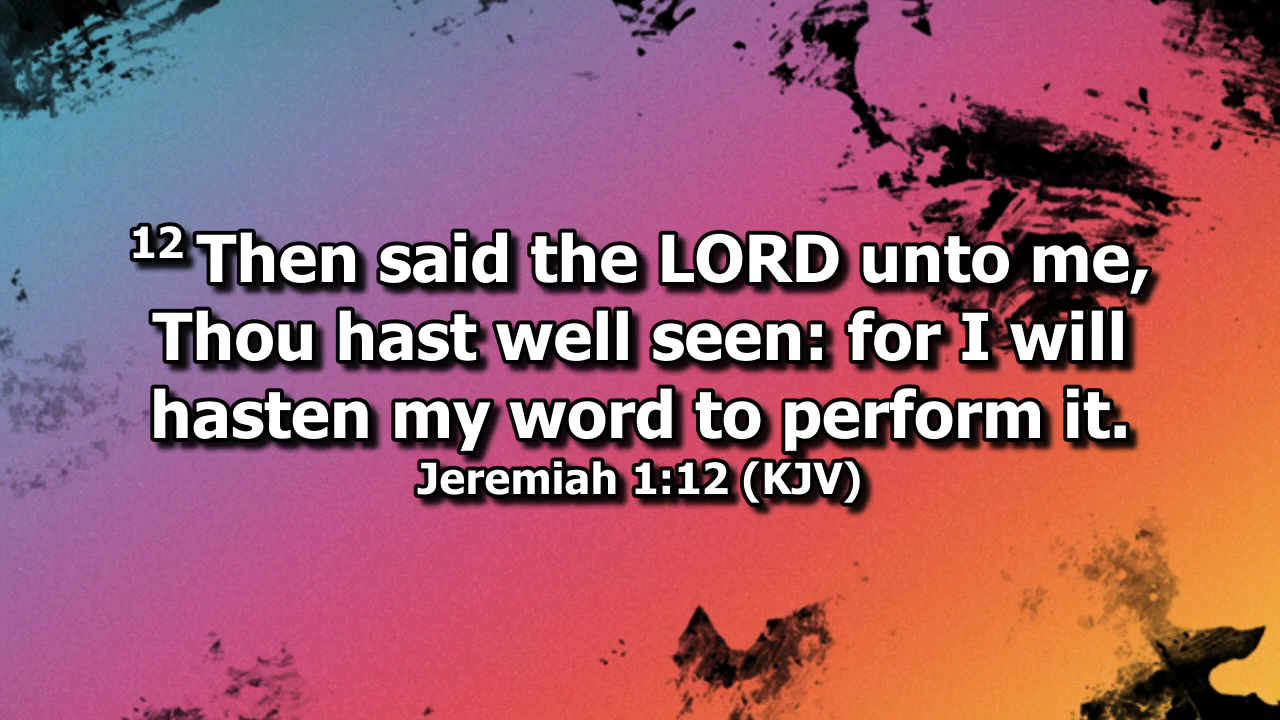 12 Then said the LORD unto me,
Thou hast well seen: for I will
hasten my word to perform it.
Jeremiah 1:12 (KJV)